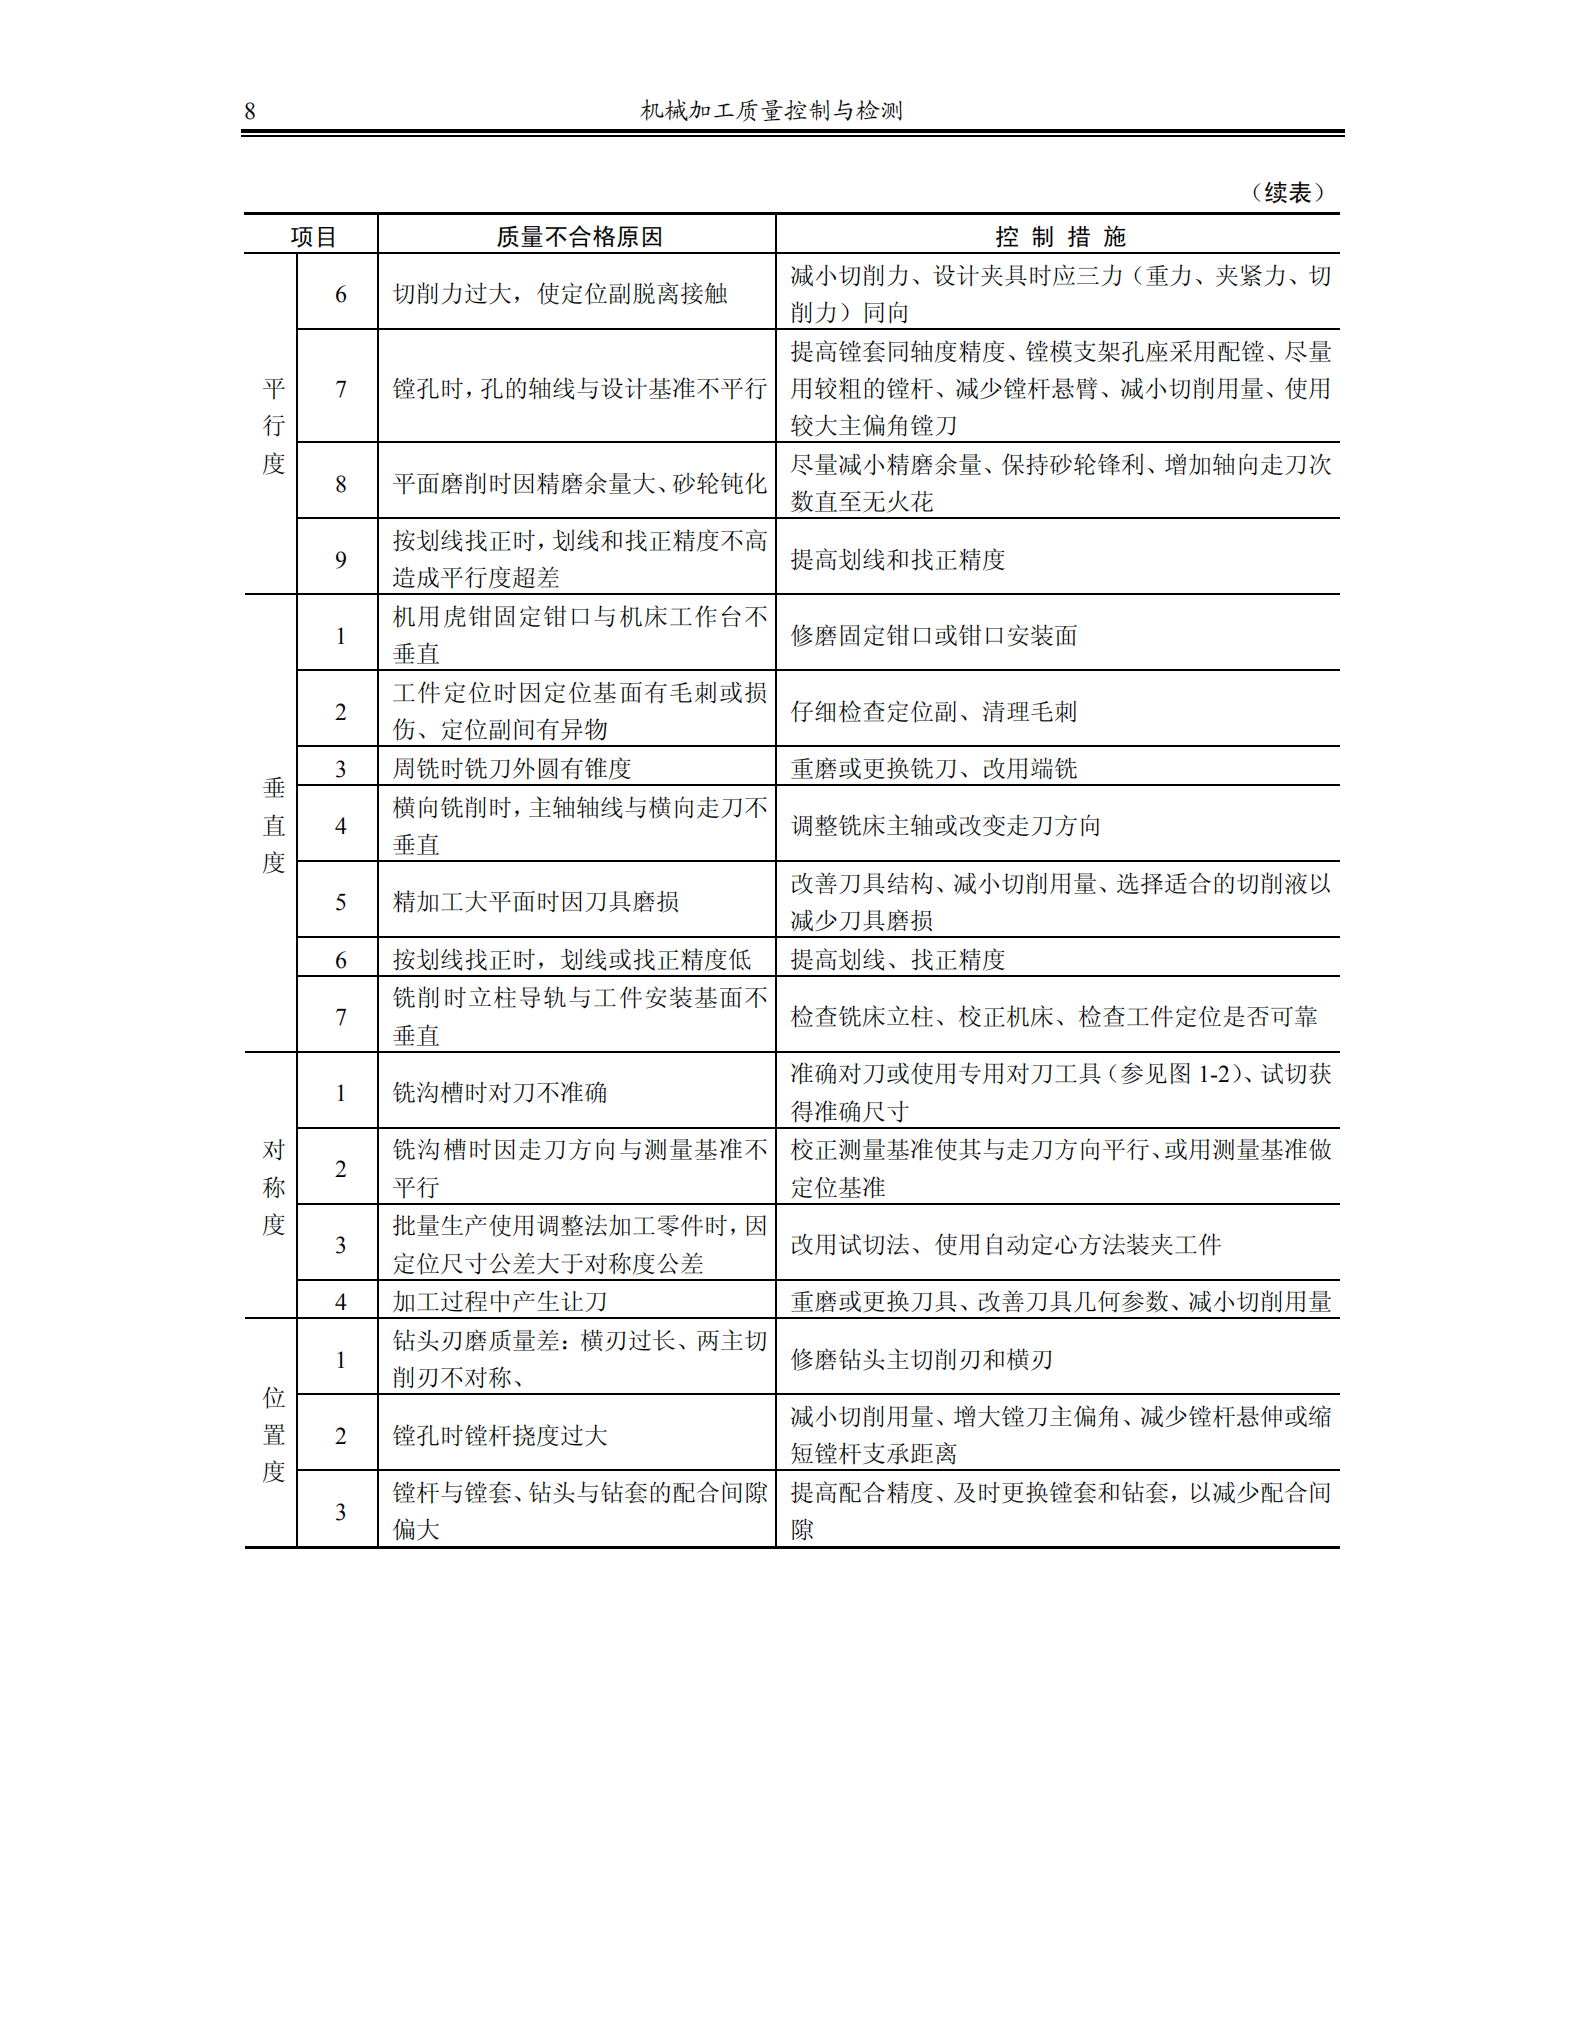 8
机械加工质量控制与检测
（续表）
项目 质量不合格原因 控 制 措 施
平
行
度
6
切削力过大，使定位副脱离接触
减小切削力、设计夹具时应三力（重力、夹紧力、切
削力）同向
7
镗孔时，孔的轴线与设计基准不平行
提高镗套同轴度精度、镗模支架孔座采用配镗、尽量
用较粗的镗杆、减少镗杆悬臂、减小切削用量、使用
较大主偏角镗刀
8
平面磨削时因精磨余量大、砂轮钝化
尽量减小精磨余量、保持砂轮锋利、增加轴向走刀次
数直至无火花
9
按划线找正时，划线和找正精度不高
造成平行度超差
提高划线和找正精度
垂
直
度
1
机用虎钳固定钳口与机床工作台不
垂直
修磨固定钳口或钳口安装面
2
工件定位时因定位基面有毛刺或损
伤、定位副间有异物
仔细检查定位副、清理毛刺
3
周铣时铣刀外圆有锥度
重磨或更换铣刀、改用端铣
4
横向铣削时，主轴轴线与横向走刀不
垂直
调整铣床主轴或改变走刀方向
5
精加工大平面时因刀具磨损
改善刀具结构、减小切削用量、选择适合的切削液以
减少刀具磨损
6
按划线找正时，划线或找正精度低
提高划线、找正精度
7
铣削时立柱导轨与工件安装基面不
垂直
检查铣床立柱、校正机床、检查工件定位是否可靠
对
称
度
1
铣沟槽时对刀不准确
准确对刀或使用专用对刀工具（参见图 1-2）、试切获
得准确尺寸
2
铣沟槽时因走刀方向与测量基准不
平行
校正测量基准使其与走刀方向平行、或用测量基准做
定位基准
3
批量生产使用调整法加工零件时，因
定位尺寸公差大于对称度公差
改用试切法、使用自动定心方法装夹工件
4
加工过程中产生让刀
重磨或更换刀具、改善刀具几何参数、减小切削用量
位
置
度
1
钻头刃磨质量差：横刃过长、两主切
削刃不对称、
修磨钻头主切削刃和横刃
2
镗孔时镗杆挠度过大
减小切削用量、增大镗刀主偏角、减少镗杆悬伸或缩
短镗杆支承距离
3
镗杆与镗套、钻头与钻套的配合间隙
偏大
提高配合精度、及时更换镗套和钻套，以减少配合间
隙